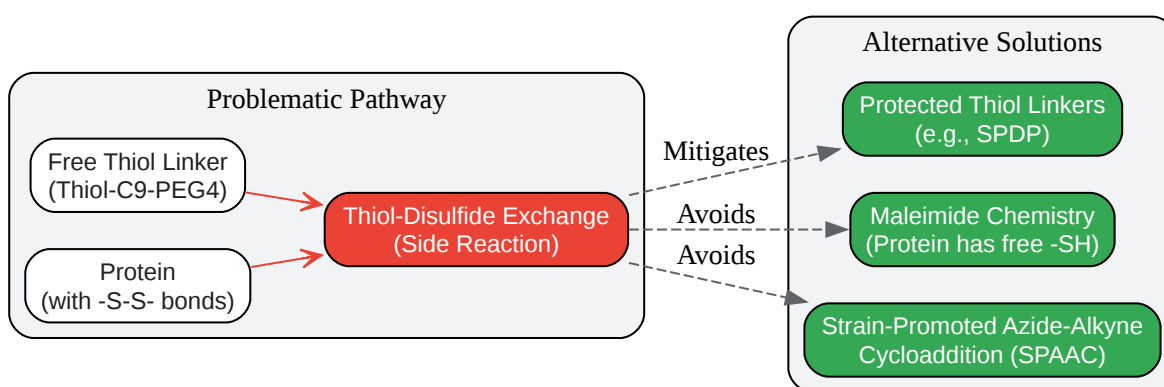 Problematic Pathway
Free Thiol Linker
(Thiol-C9-PEG4)
Protein
(with -S-S- bonds)
Thiol-Disulfide Exchange
(Side Reaction)
Mitigates
Avoids
Avoids
Alternative Solutions
Protected Thiol Linkers
(e.g., SPDP)
Maleimide Chemistry
(Protein has free -SH)
Strain-Promoted Azide-Alkyne
Cycloaddition (SPAAC)